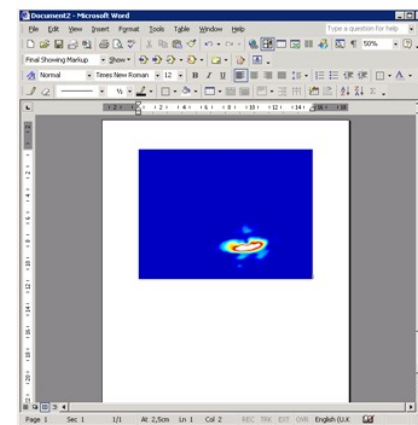 Document2 - Microsoft Word
File Edit View Insert Format Tools Table Window Help Type a question for help
50%
Final Showing Markup Show
Normal Times New Roman 12 B I U
Page 1 Sec 1 1/1 At 2,5cm Ln 1 Col 2 REC TRK EXT OVR English (U.K